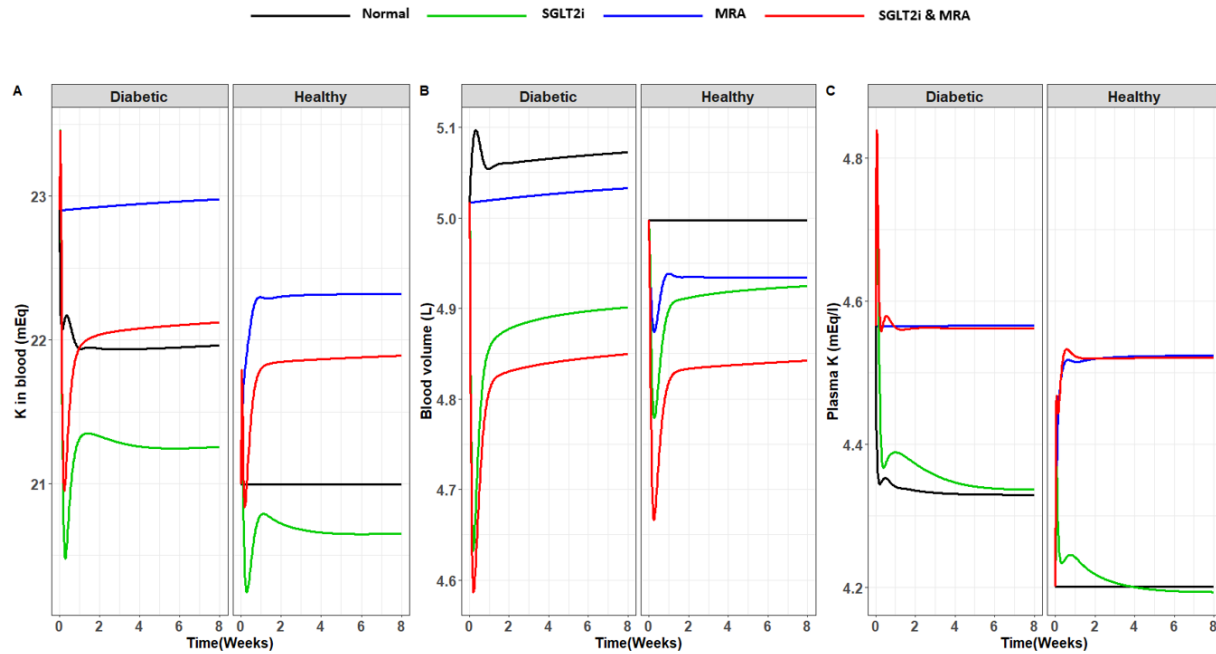 Normal SGLT2i MRA SGLT2i & MRA
A Diabetic Healthy
K in blood (mEq)
23
22
21
0 2 4 6 8 0 2 4 6 8
Time(Weeks)
B Diabetic Healthy
Blood volume (L)
5.1
5.0
4.9
4.8
4.7
4.6
0 2 4 6 8 0 2 4 6 8
Time(Weeks)
C Diabetic Healthy
Plasma K (mEq/l)
4.8
4.6
4.4
4.2
0 2 4 6 8 0 2 4 6 8
Time(Weeks)